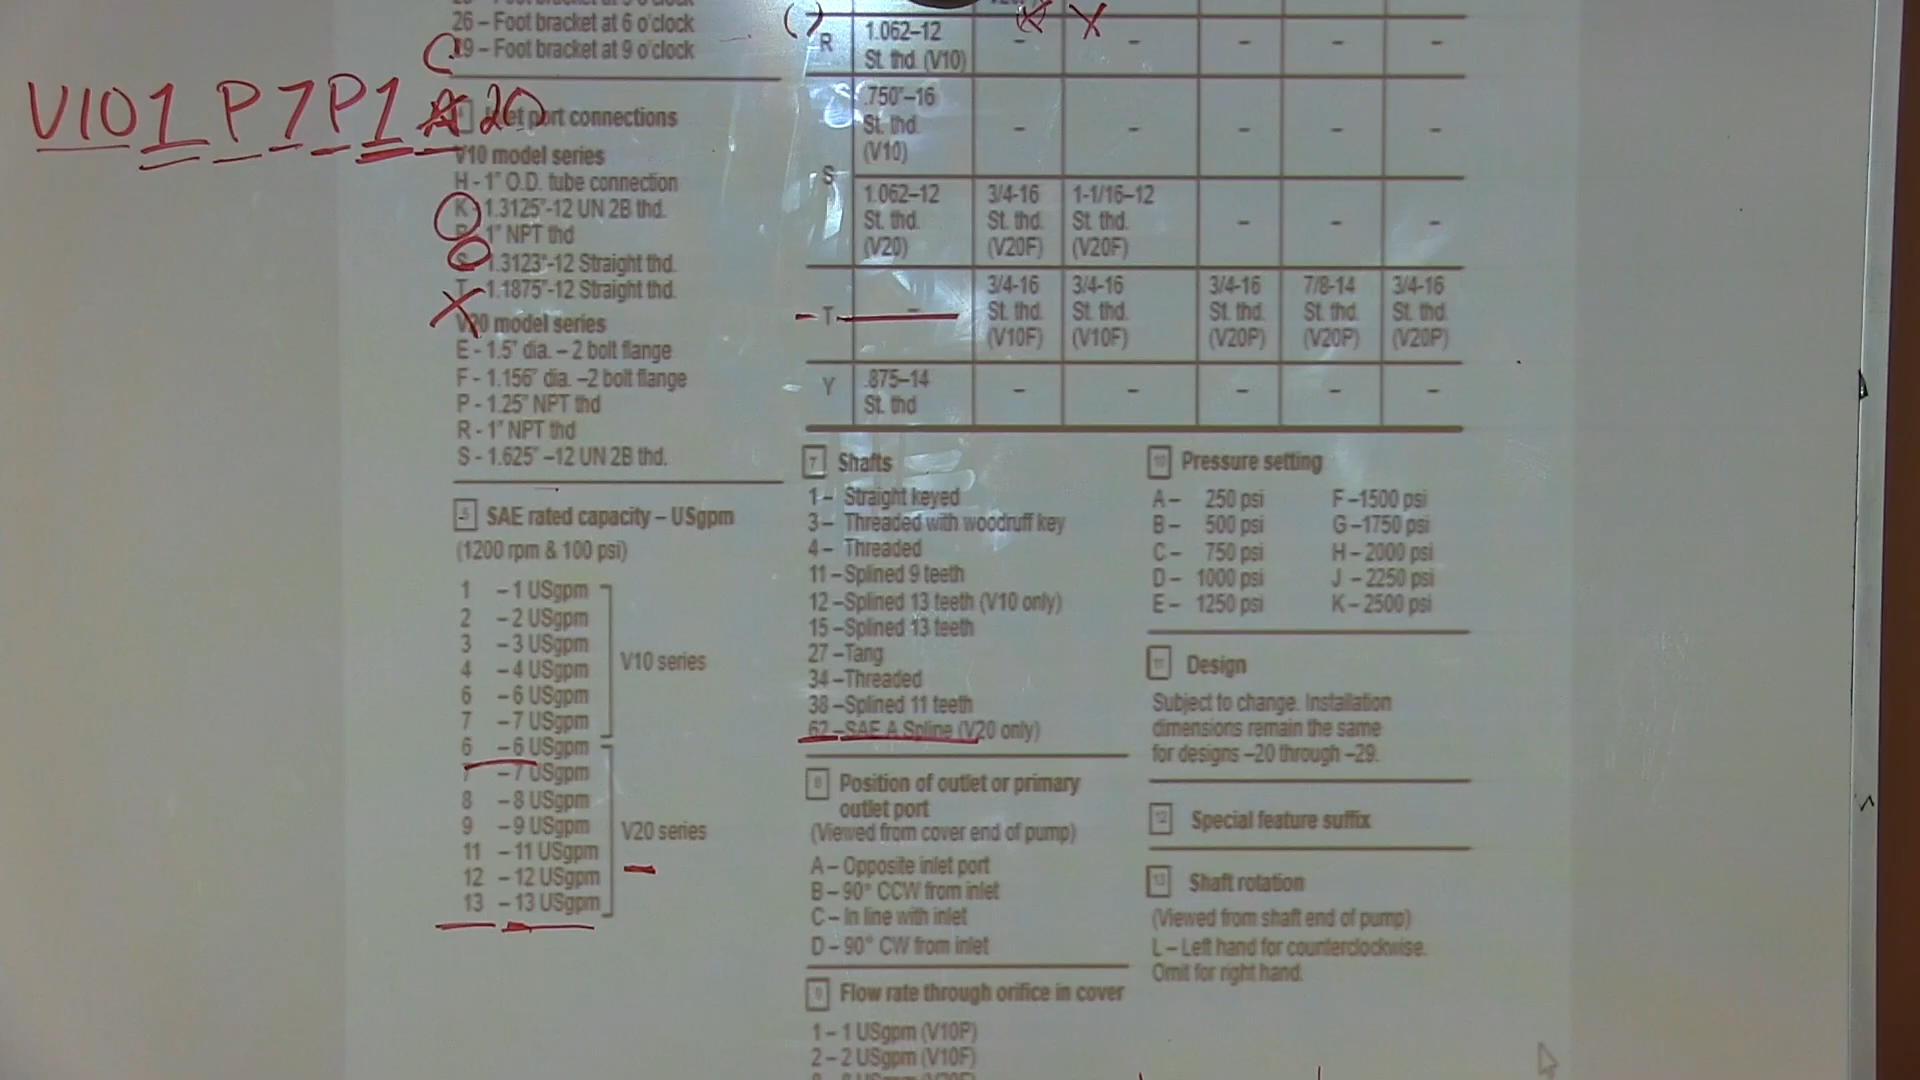 26 – Foot bracket at 6 o'clock
29 – Foot bracket at 9 o'clock
V101P7P1A20
Inlet port connections
V10 model series
H - 1" O.D. tube connection
K - 1.3125"-12 UN 2B thd.
P - 1" NPT thd
S - 1.3123"-12 Straight thd.
T - 1.1875"-12 Straight thd.
V20 model series
E - 1.5" dia. – 2 bolt flange
F - 1.156" dia. –2 bolt flange
P - 1.25" NPT thd
R - 1" NPT thd
S - 1.625" –12 UN 2B thd.
5 SAE rated capacity – USgpm
(1200 rpm & 100 psi)
1 – 1 USgpm
2 – 2 USgpm
3 – 3 USgpm
4 – 4 USgpm
6 – 6 USgpm
7 – 7 USgpm
V10 series
6 – 6 USgpm
7 – 7 USgpm
8 – 8 USgpm
9 – 9 USgpm
11 – 11 USgpm
12 – 12 USgpm
13 – 13 USgpm
V20 series
R 1.062–12 – – – – –
St. thd. (V10)
S .750"–16 – – – – –
St. thd.
(V10)
1.062–12 3/4-16 1-1/16–12 – – –
St. thd. St. thd. St. thd.
(V20) (V20F) (V20F)
T – 3/4-16 3/4-16 3/4-16 7/8-14 3/4-16
St. thd. St. thd. St. thd. St. thd. St. thd.
(V10F) (V10F) (V20P) (V20P) (V20P)
Y .875–14 – – – – –
St. thd
7 Shafts
1 – Straight keyed
3 – Threaded with woodruff key
4 – Threaded
11 –Splined 9 teeth
12 –Splined 13 teeth (V10 only)
15 –Splined 13 teeth
27 –Tang
34 –Threaded
38 –Splined 11 teeth
62 –SAE A Spline (V20 only)
8 Position of outlet or primary
outlet port
(Viewed from cover end of pump)
A – Opposite inlet port
B – 90° CCW from inlet
C – In line with inlet
D – 90° CW from inlet
9 Flow rate through orifice in cover
1 – 1 USgpm (V10P)
2 – 2 USgpm (V10F)
10 Pressure setting
A – 250 psi F –1500 psi
B – 500 psi G –1750 psi
C – 750 psi H – 2000 psi
D – 1000 psi J – 2250 psi
E – 1250 psi K – 2500 psi
11 Design
Subject to change. Installation
dimensions remain the same
for designs –20 through –29.
12 Special feature suffix
13 Shaft rotation
(Viewed from shaft end of pump)
L – Left hand for counterclockwise.
Omit for right hand.